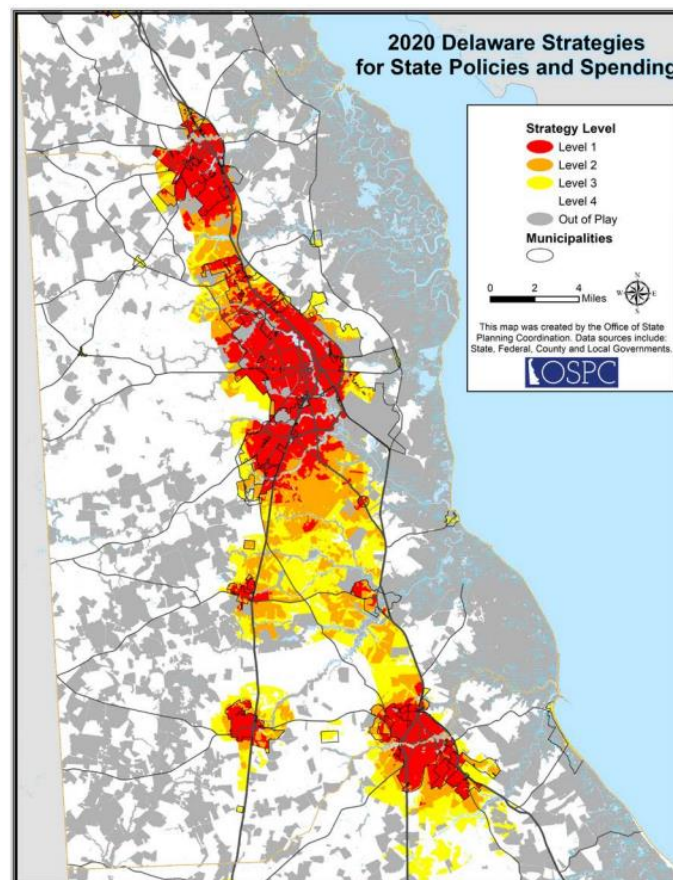 2020 Delaware Strategies
for State Policies and Spending
Strategy Level
Level 1
Level 2
Level 3
Level 4
Out of Play
Municipalities
0 2 4
Miles
N
W E
S
This map was created by the Office of State
Planning Coordination. Data sources include:
State, Federal, County and Local Governments.
OSPC